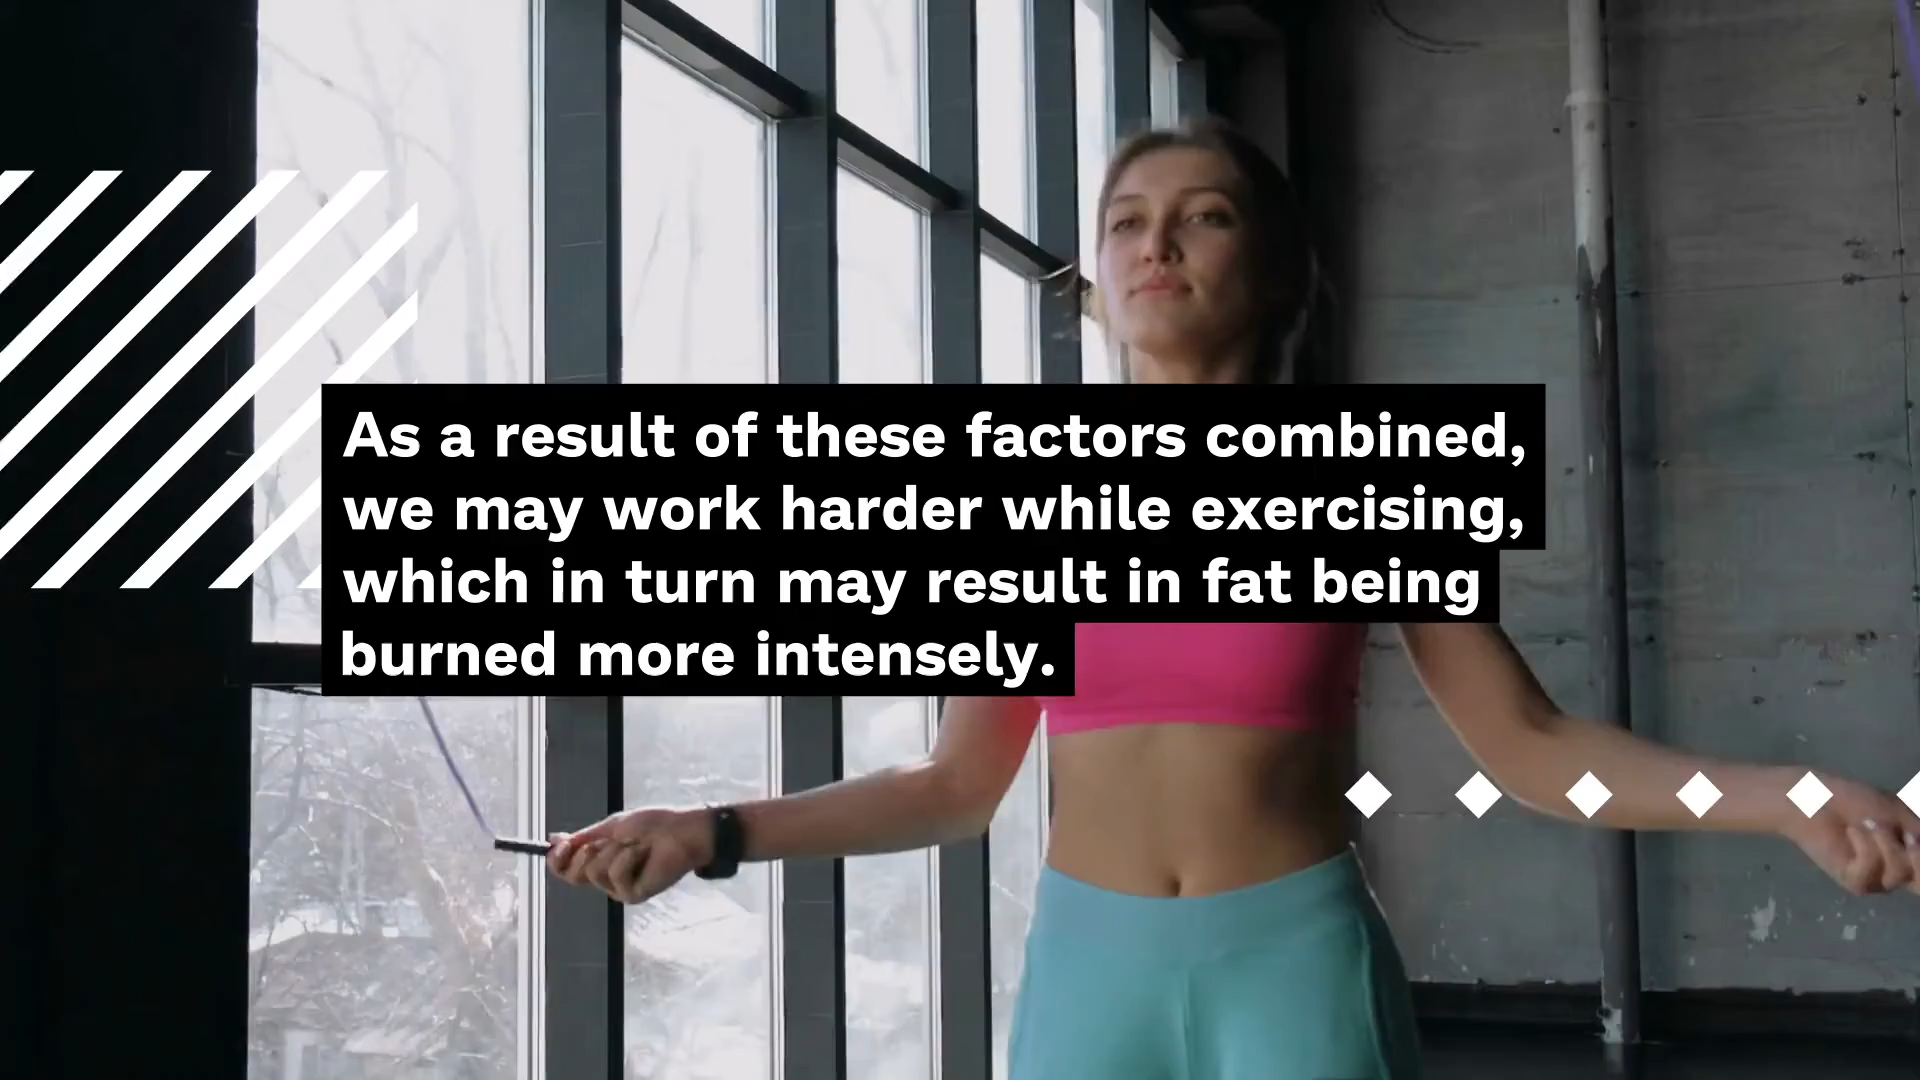 As a result of these factors combined,
we may work harder while exercising,
which in turn may result in fat being
burned more intensely.